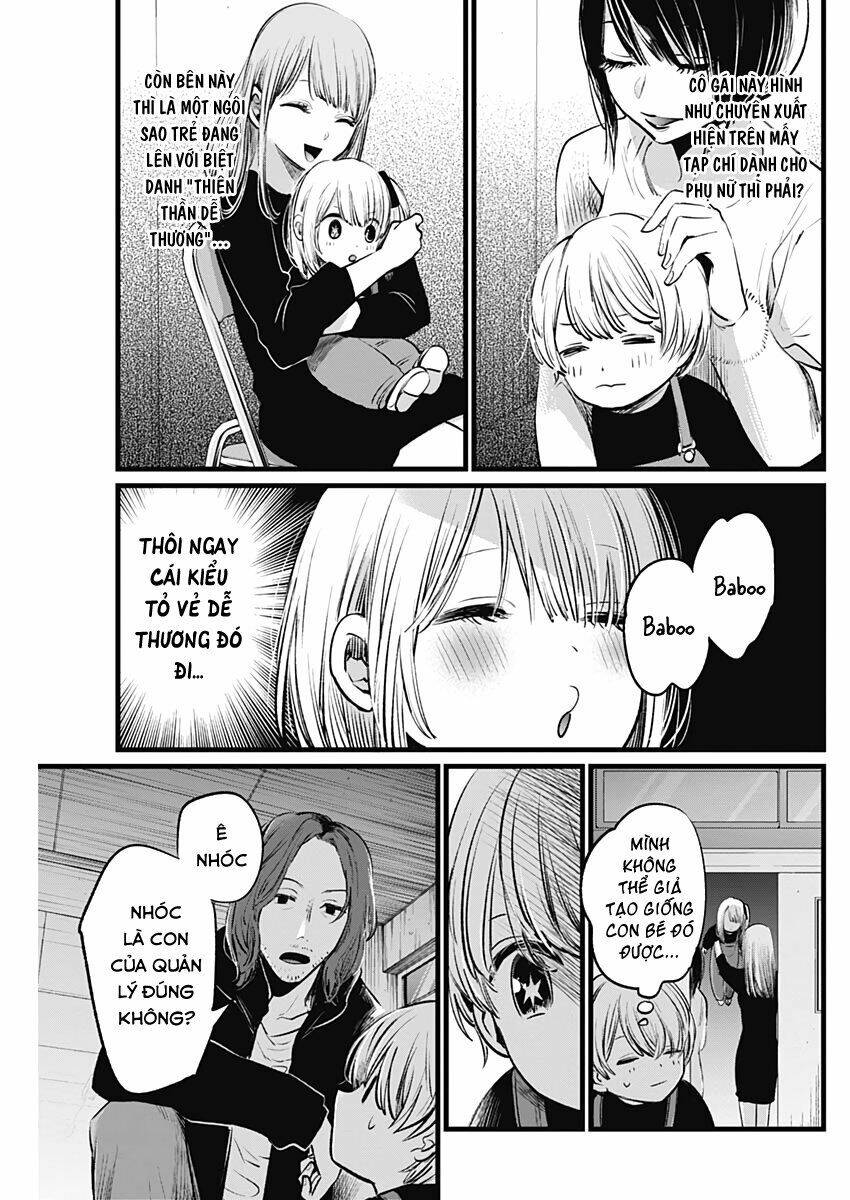 CÔ GÁI NÀY HÌNH
NHƯ CHUYÊN XUẤT
HIỆN TRÊN MẤY
TẠP CHÍ DÀNH CHO
PHỤ NỮ THÌ PHẢI?
CÒN BÊN NÀY
THÌ LÀ MỘT NGÔI
SAO TRẺ ĐANG
LÊN VỚI BIỆT
DANH "THIÊN
THẦN DỄ
THƯƠNG"...
Baboo
Baboo
THÔI NGAY
CÁI KIỂU
TỎ VẺ DỄ
THƯƠNG ĐÓ
ĐI...
MÌNH
KHÔNG
THỂ GIẢ
TẠO GIỐNG
CON BÉ ĐÓ
ĐƯỢC...
Ê
NHÓC
NHÓC
LÀ CON
CỦA QUẢN
LÝ ĐÚNG
KHÔNG?